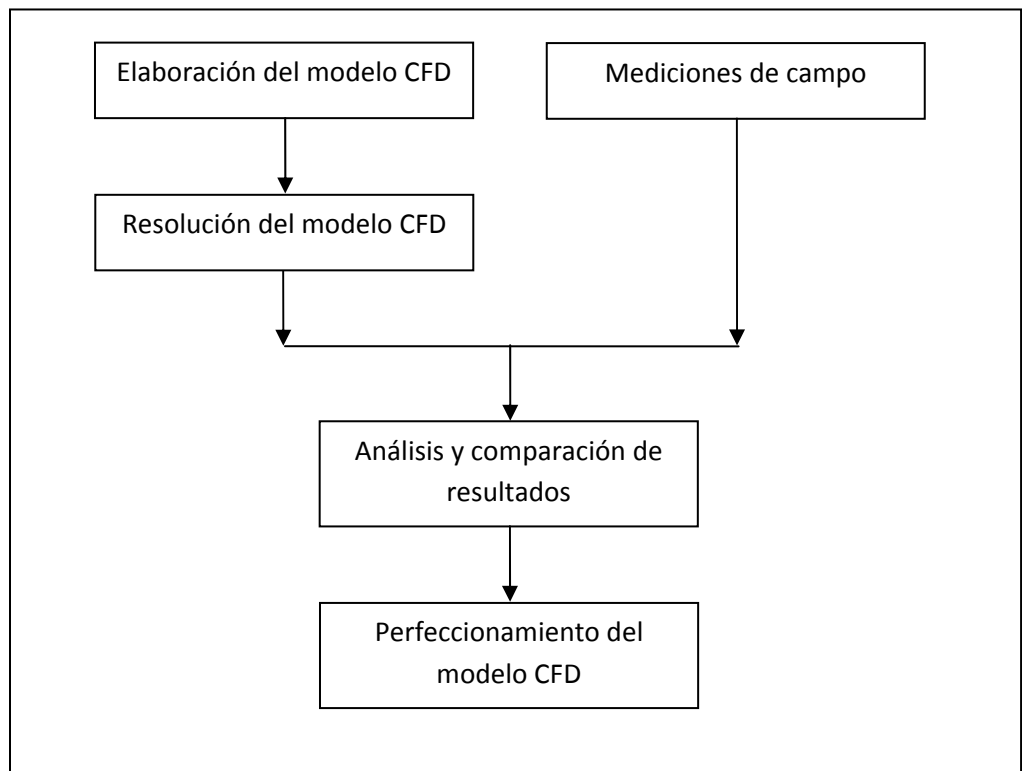 Elaboración del modelo CFD
Mediciones de campo
Resolución del modelo CFD
Análisis y comparación de
resultados
Perfeccionamiento del
modelo CFD